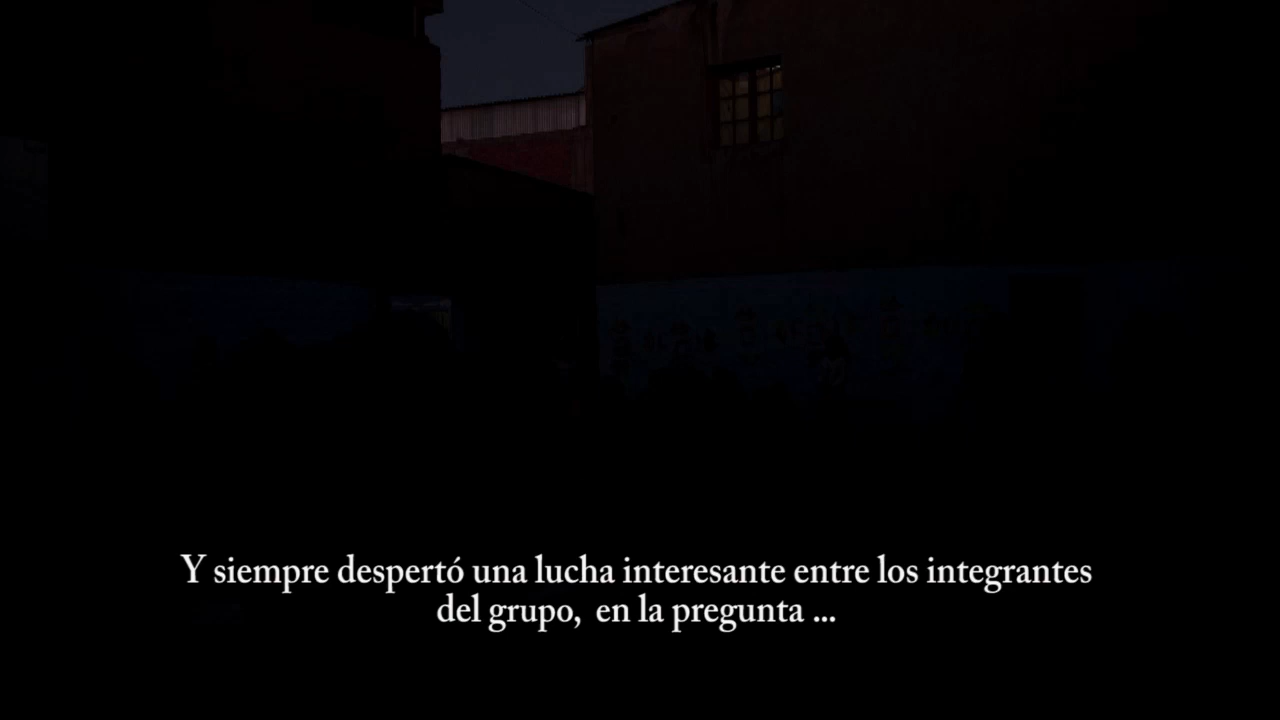 Y siempre despertó una lucha interesante entre los integrantes
del grupo,  en la pregunta ...